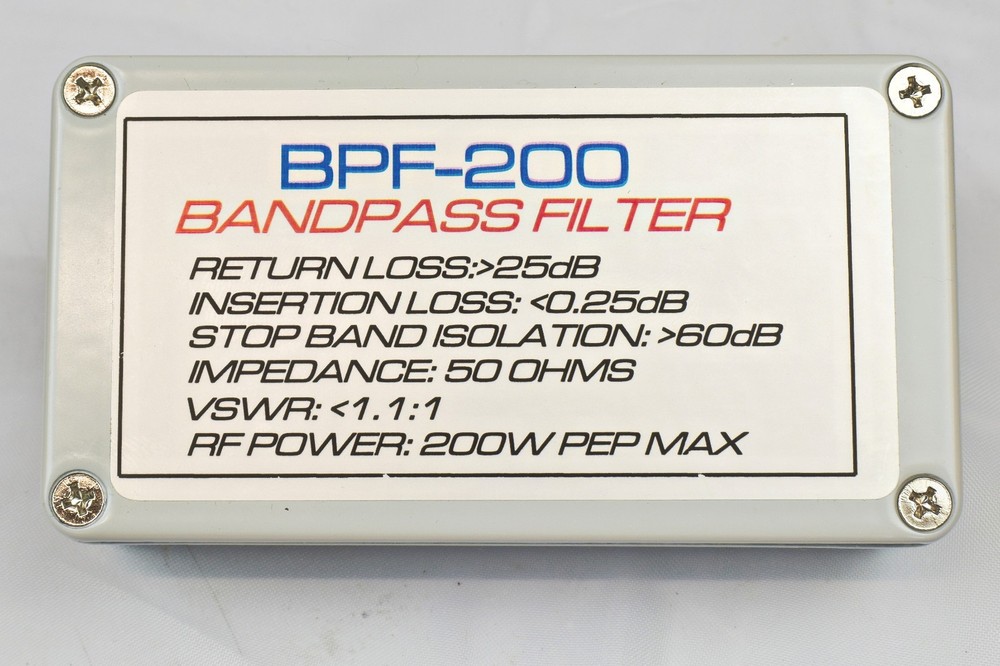 BPF-200
BANDPASS FILTER
RETURN LOSS:>25dB
INSERTION LOSS: <0.25dB
STOP BAND ISOLATION: >60dB
IMPEDANCE: 50 OHMS
VSWR: <1.1:1
RF POWER: 200W PEP MAX